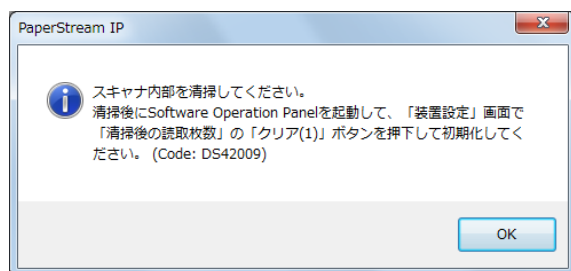 PaperStream IP
スキャナ内部を清掃してください。
清掃後にSoftware Operation Panelを起動して、「装置設定」画面で
「清掃後の読取枚数」の「クリア(1)」ボタンを押下して初期化してく
ださい。 (Code: DS42009)
OK